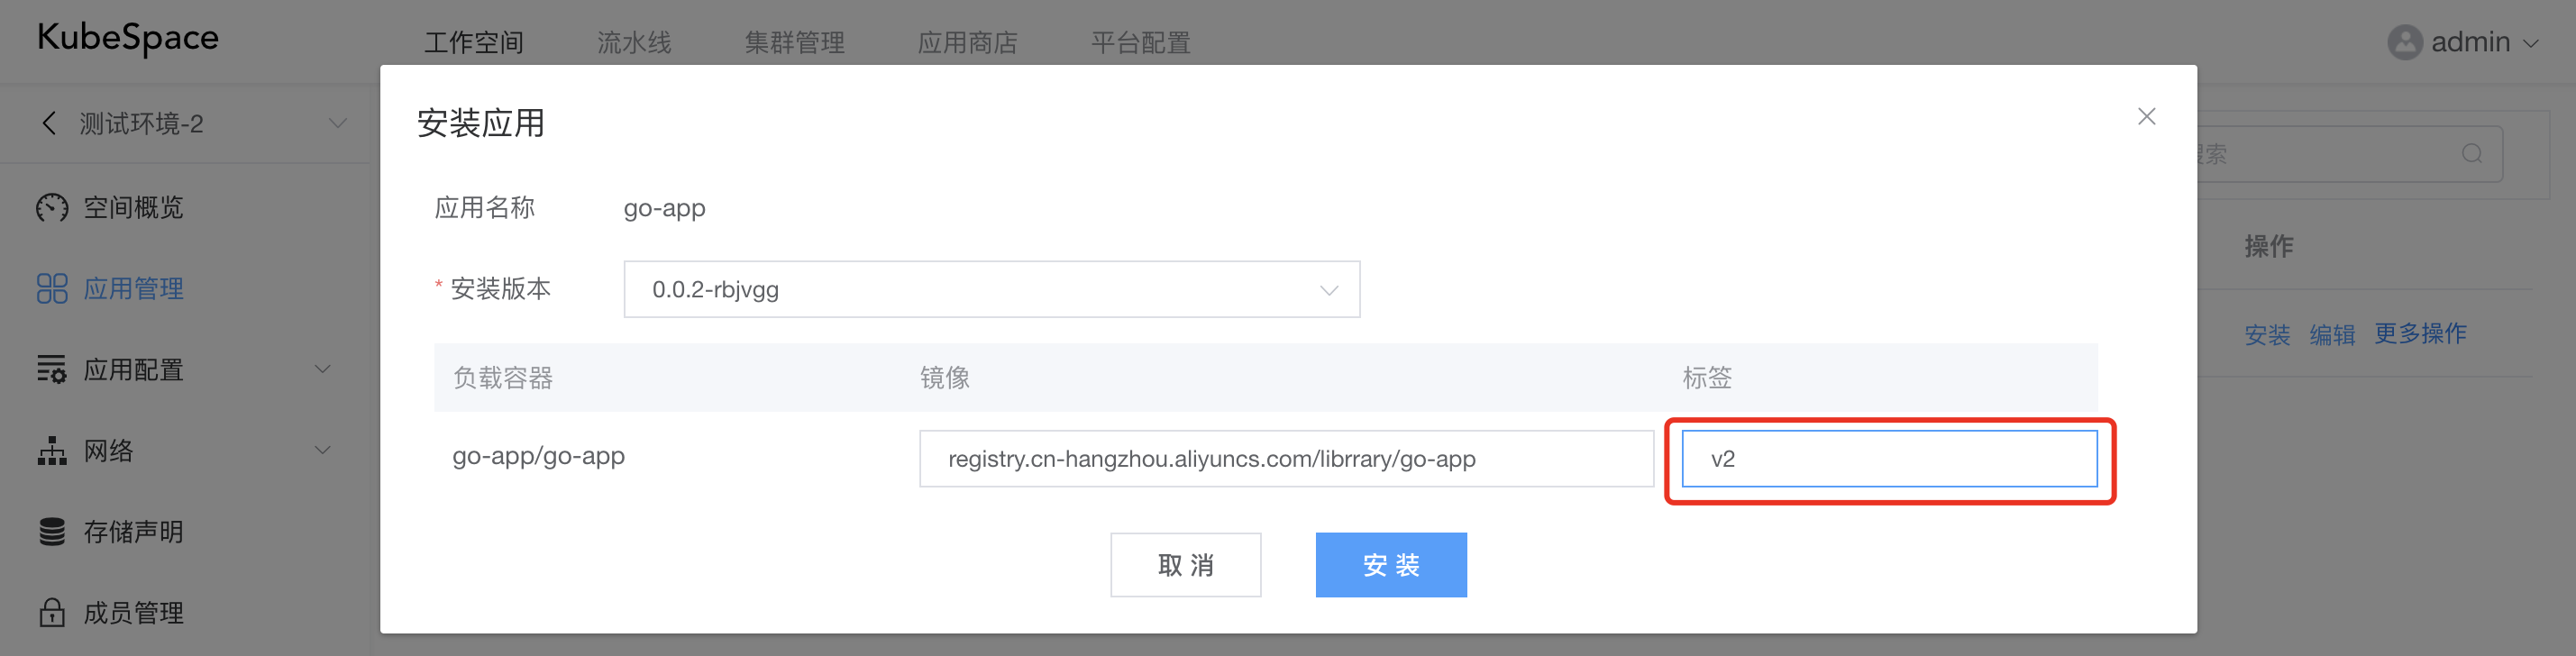 KubeSpace
工作空间 流水线 集群管理 应用商店 平台配置
admin
测试环境-2
空间概览
应用管理
应用配置
网络
存储声明
成员管理
安装应用
应用名称 go-app
* 安装版本 0.0.2-rbjvgg
负载容器 镜像 标签
go-app/go-app registry.cn-hangzhou.aliyuncs.com/librrary/go-app v2
取消 安装
搜索
操作
安装 编辑 更多操作